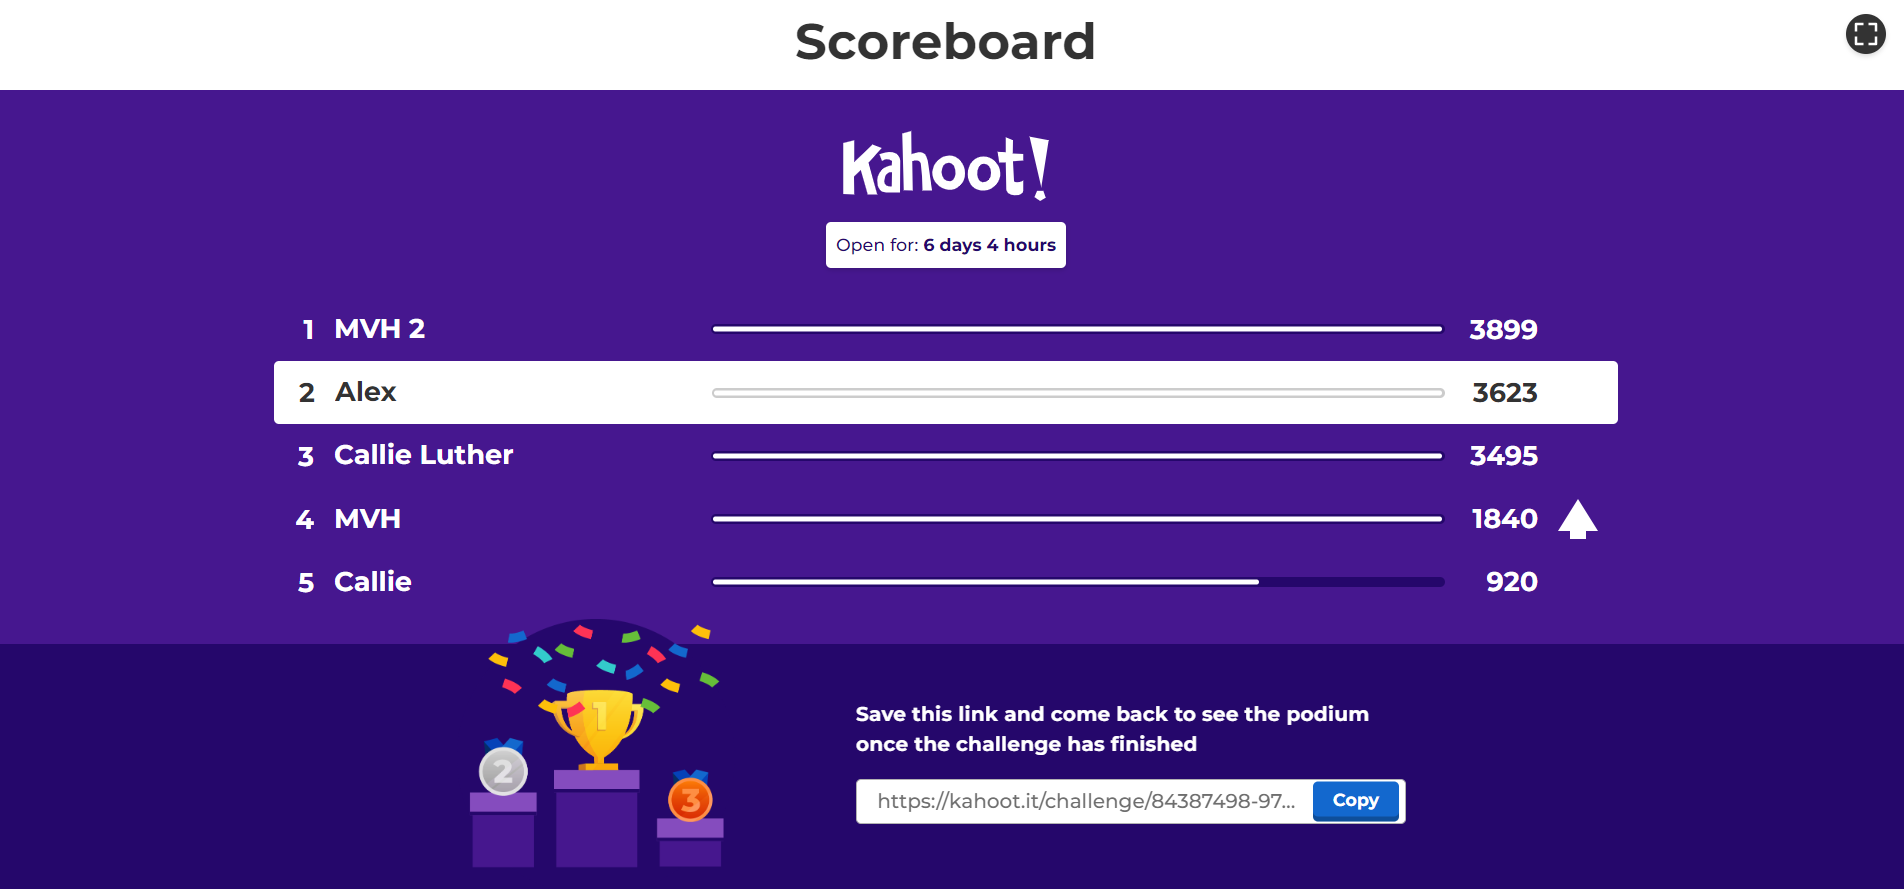 Scoreboard
Kahoot!
Open for: 6 days 4 hours
1 MVH 2 3899
2 Alex 3623
3 Callie Luther 3495
4 MVH 1840
5 Callie 920
1
2
3
Save this link and come back to see the podium
once the challenge has finished
https://kahoot.it/challenge/84387498-97... Copy